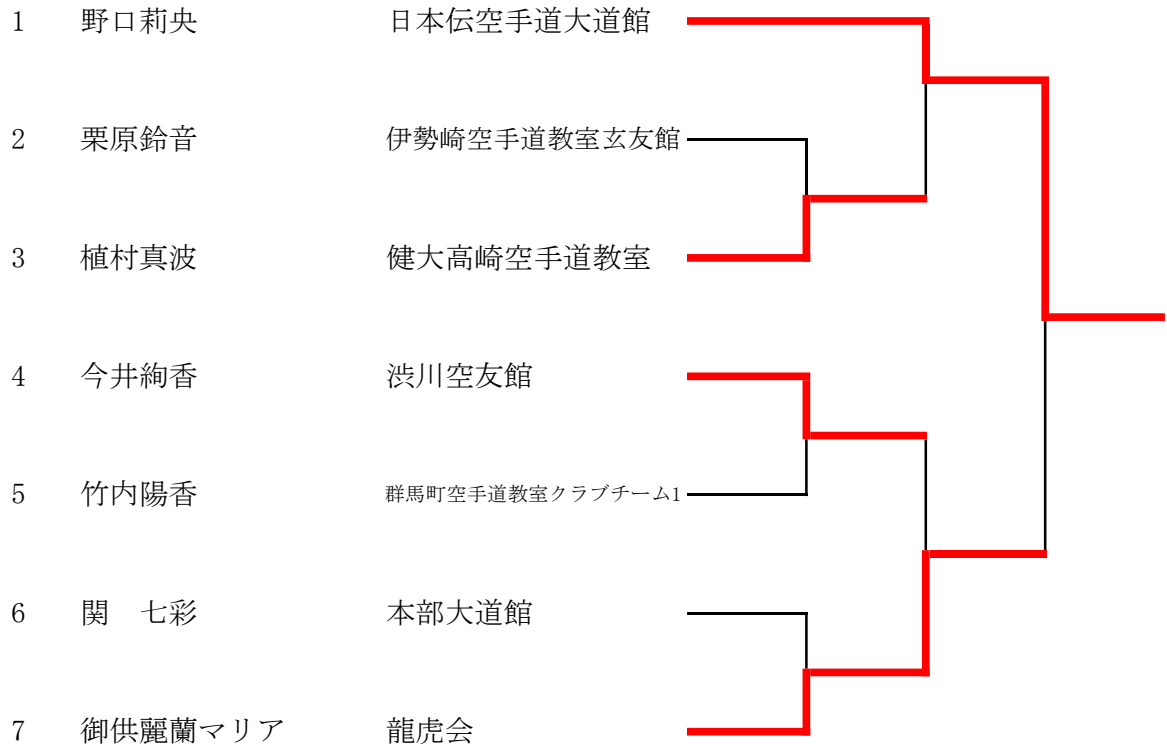 1 野口莉央 日本伝空手道大道館
2 栗原鈴音 伊勢崎空手道教室玄友館
3 植村真波 健大高崎空手道教室
4 今井絢香 渋川空友館
5 竹内陽香 群馬町空手道教室クラブチーム1
6 関　七彩 本部大道館
7 御供麗蘭マリア 龍虎会